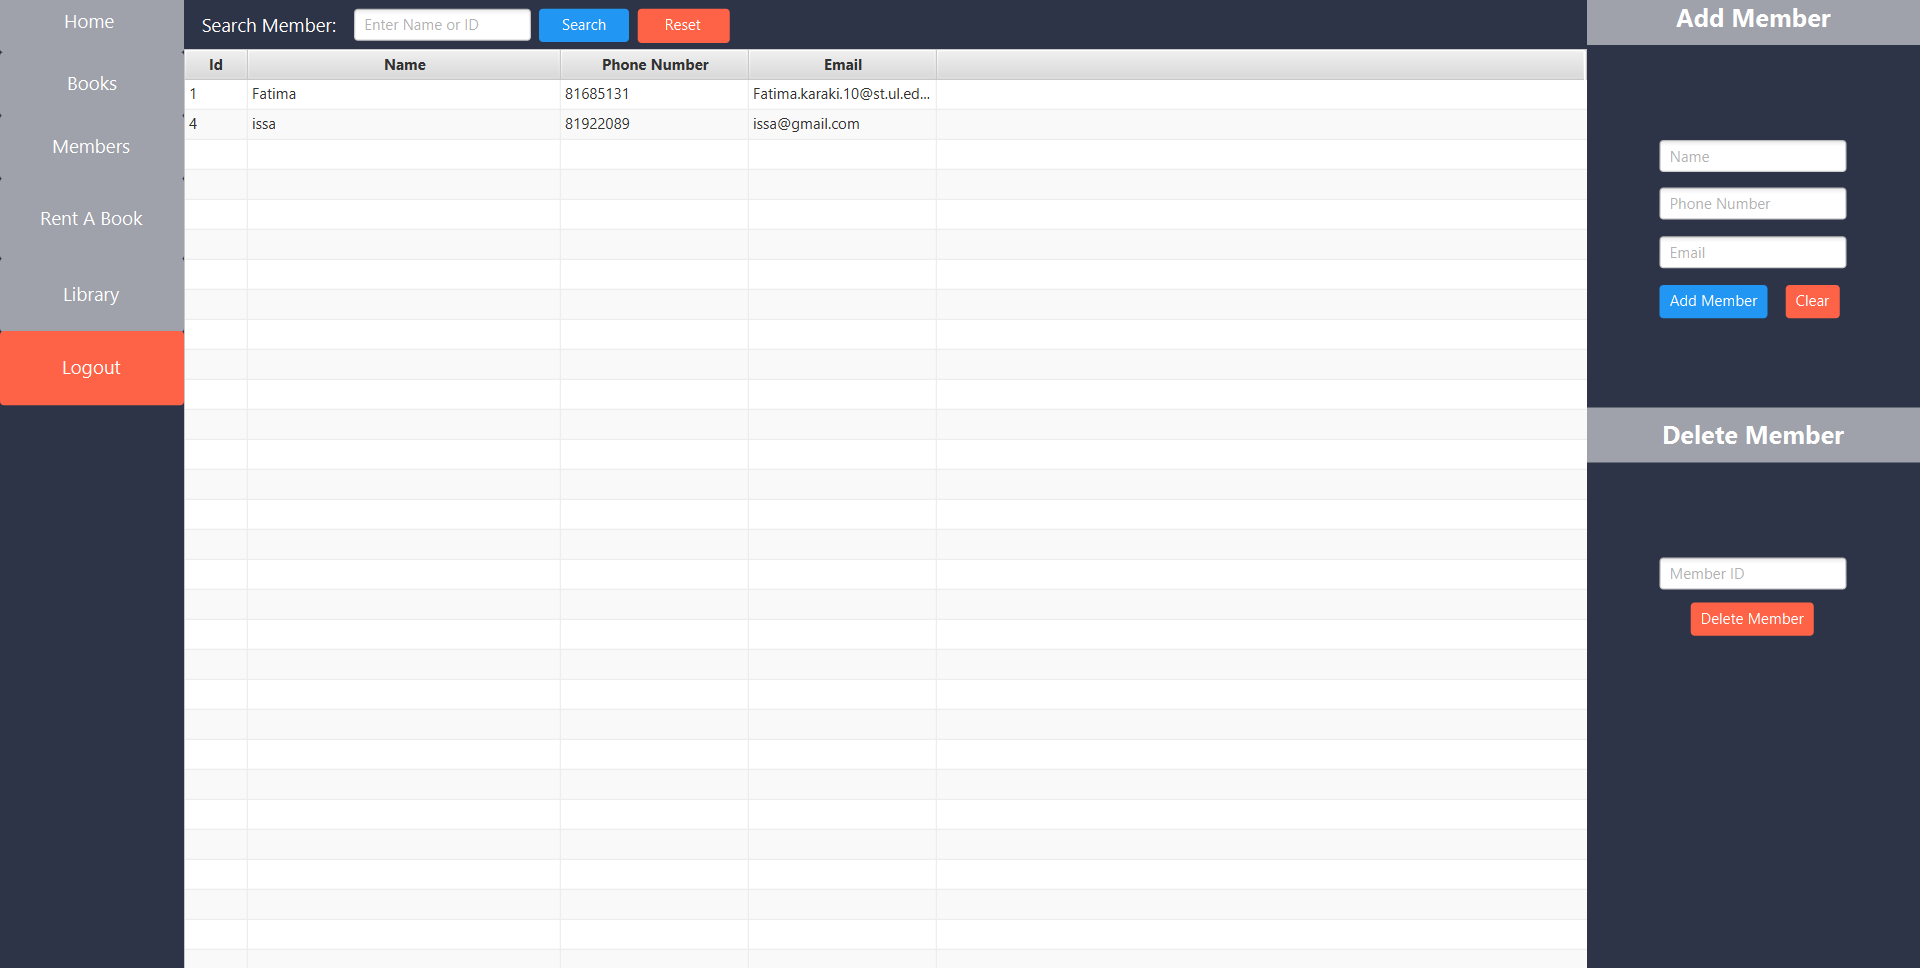 Home
Books
Members
Rent A Book
Library
Logout
Search Member: Enter Name or ID Search Reset
Id Name Phone Number Email
1 Fatima 81685131 Fatima.karaki.10@st.ul.ed...
4 issa 81922089 issa@gmail.com
Add Member
Name
Phone Number
Email
Add Member Clear
Delete Member
Member ID
Delete Member